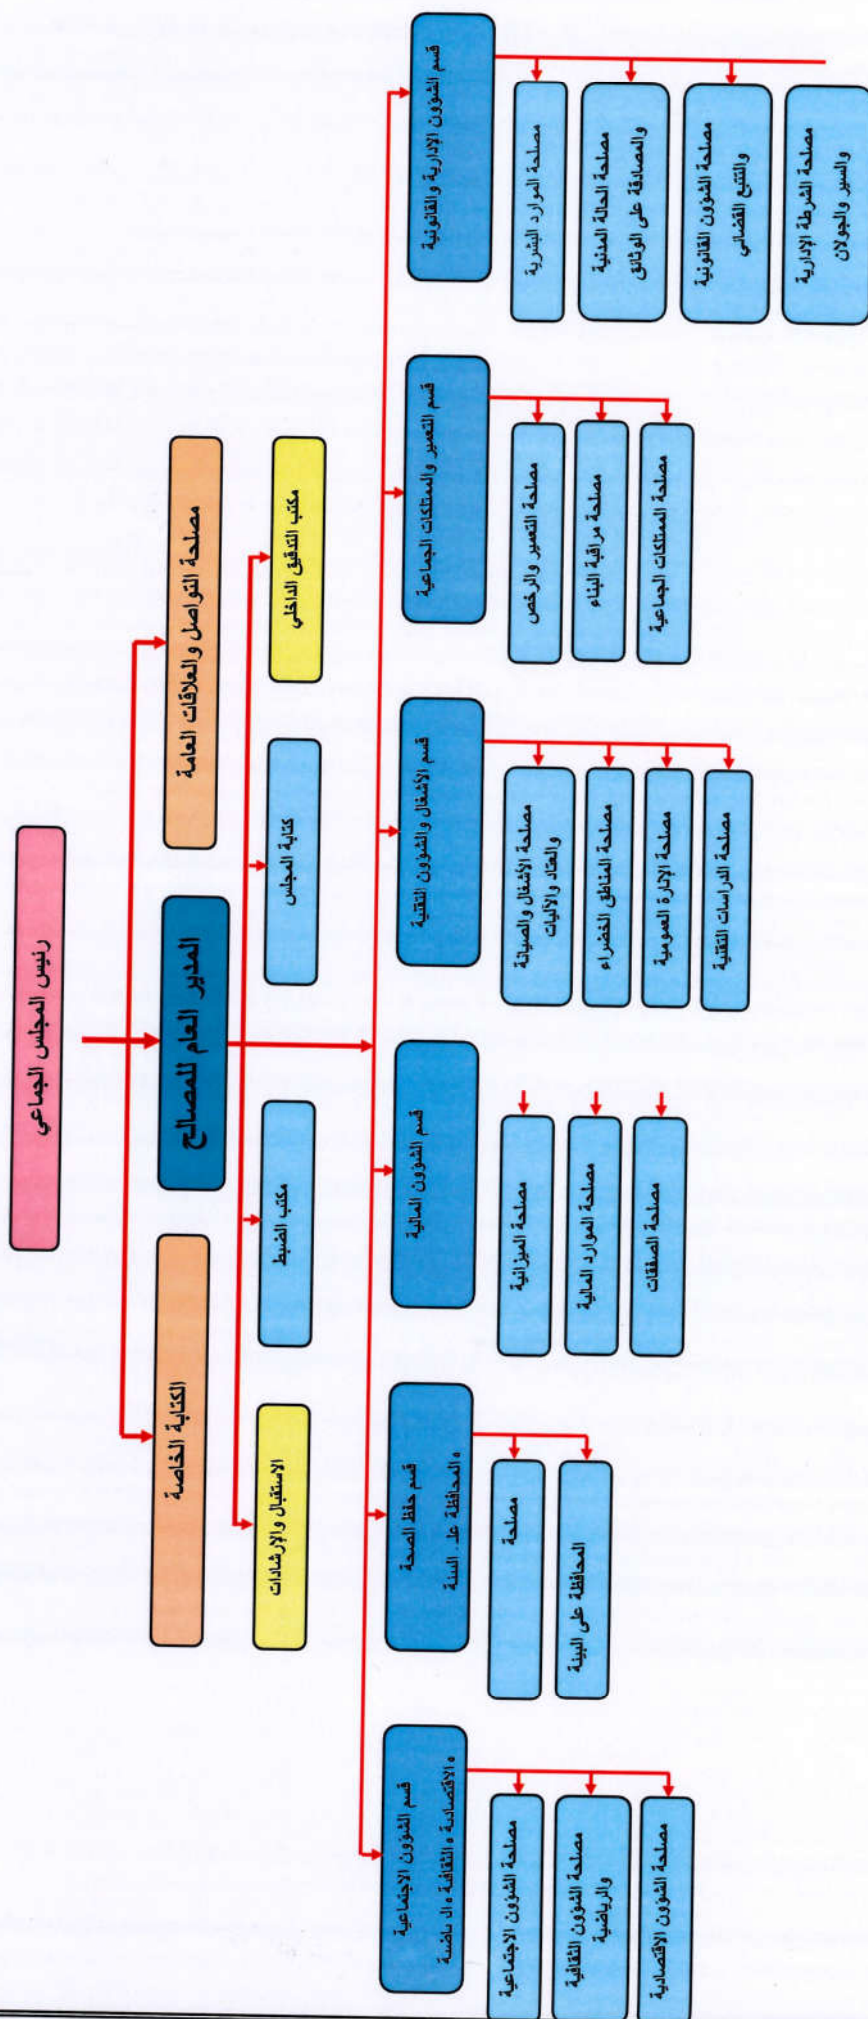 رئيس المجلس الجماعي
مصلحة التواصل والعلاقات العامة
المدير العام للمصالح
الكتابة الخاصة
مكتب التدقيق الداخلي
كتابة المجلس
مكتب الضبط
الاستقبال والإرشادات
قسم الشؤون الإدارية والقانونية
مصلحة الموارد البشرية
مصلحة الحالة المدنية
والمصادقة على الوثائق
مصلحة الشؤون القانونية
والتتبع القضائي
مصلحة الشرطة الإدارية
والسير والجولان
قسم التعمير والممتلكات الجماعية
مصلحة التعمير والرخص
مصلحة مراقبة البناء
مصلحة الممتلكات الجماعية
قسم الأشغال والشؤون التقنية
مصلحة الأشغال والصيانة
والعتاد والآليات
مصلحة المناطق الخضراء
مصلحة الإنارة العمومية
مصلحة الدراسات التقنية
قسم الشؤون المالية
مصلحة الميزانية
مصلحة الموارد المالية
مصلحة الصفقات
قسم حفظ الصحة
والمحافظة على البيئة
مصلحة
المحافظة على البيئة
قسم الشؤون الاجتماعية
والاقتصادية والثقافية والرياضية
مصلحة الشؤون الاجتماعية
مصلحة الشؤون الثقافية
والرياضية
مصلحة الشؤون الاقتصادية